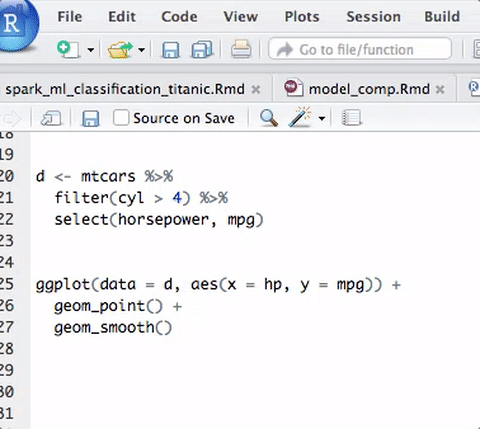 R
File Edit Code View Plots Session Build
Go to file/function
spark_ml_classification_titanic.Rmd model_comp.Rmd
Source on Save
18
19
20 d <- mtcars %>%
21 filter(cyl > 4) %>%
22 select(horsepower, mpg)
23
24
25 ggplot(data = d, aes(x = hp, y = mpg)) +
26 geom_point() +
27 geom_smooth()
28
29
30
31